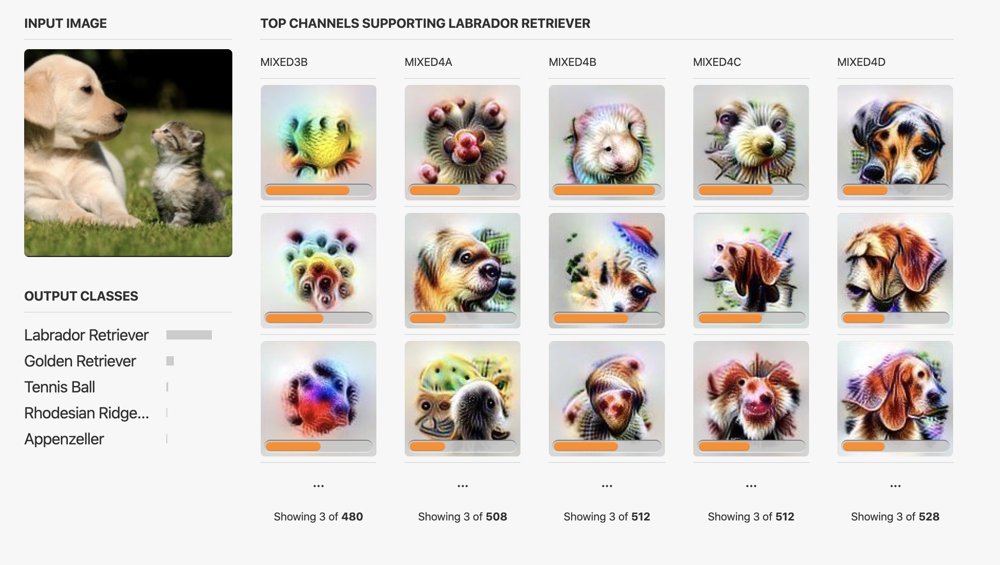 INPUT IMAGE
TOP CHANNELS SUPPORTING LABRADOR RETRIEVER
MIXED3B
MIXED4A
MIXED4B
MIXED4C
MIXED4D
OUTPUT CLASSES
Labrador Retriever
Golden Retriever
Tennis Ball
Rhodesian Ridge...
Appenzeller
...
...
...
...
...
Showing 3 of 480
Showing 3 of 508
Showing 3 of 512
Showing 3 of 512
Showing 3 of 528